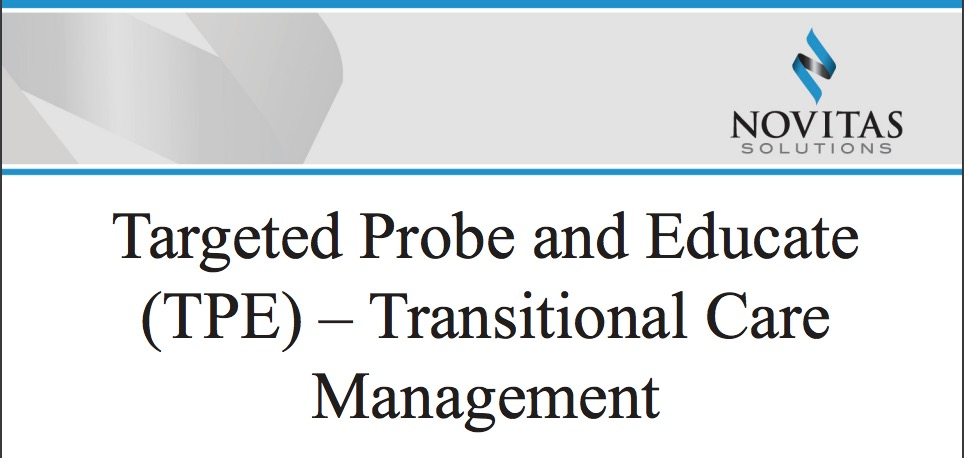 NOVITAS
SOLUTIONS
Targeted Probe and Educate
(TPE) – Transitional Care
Management